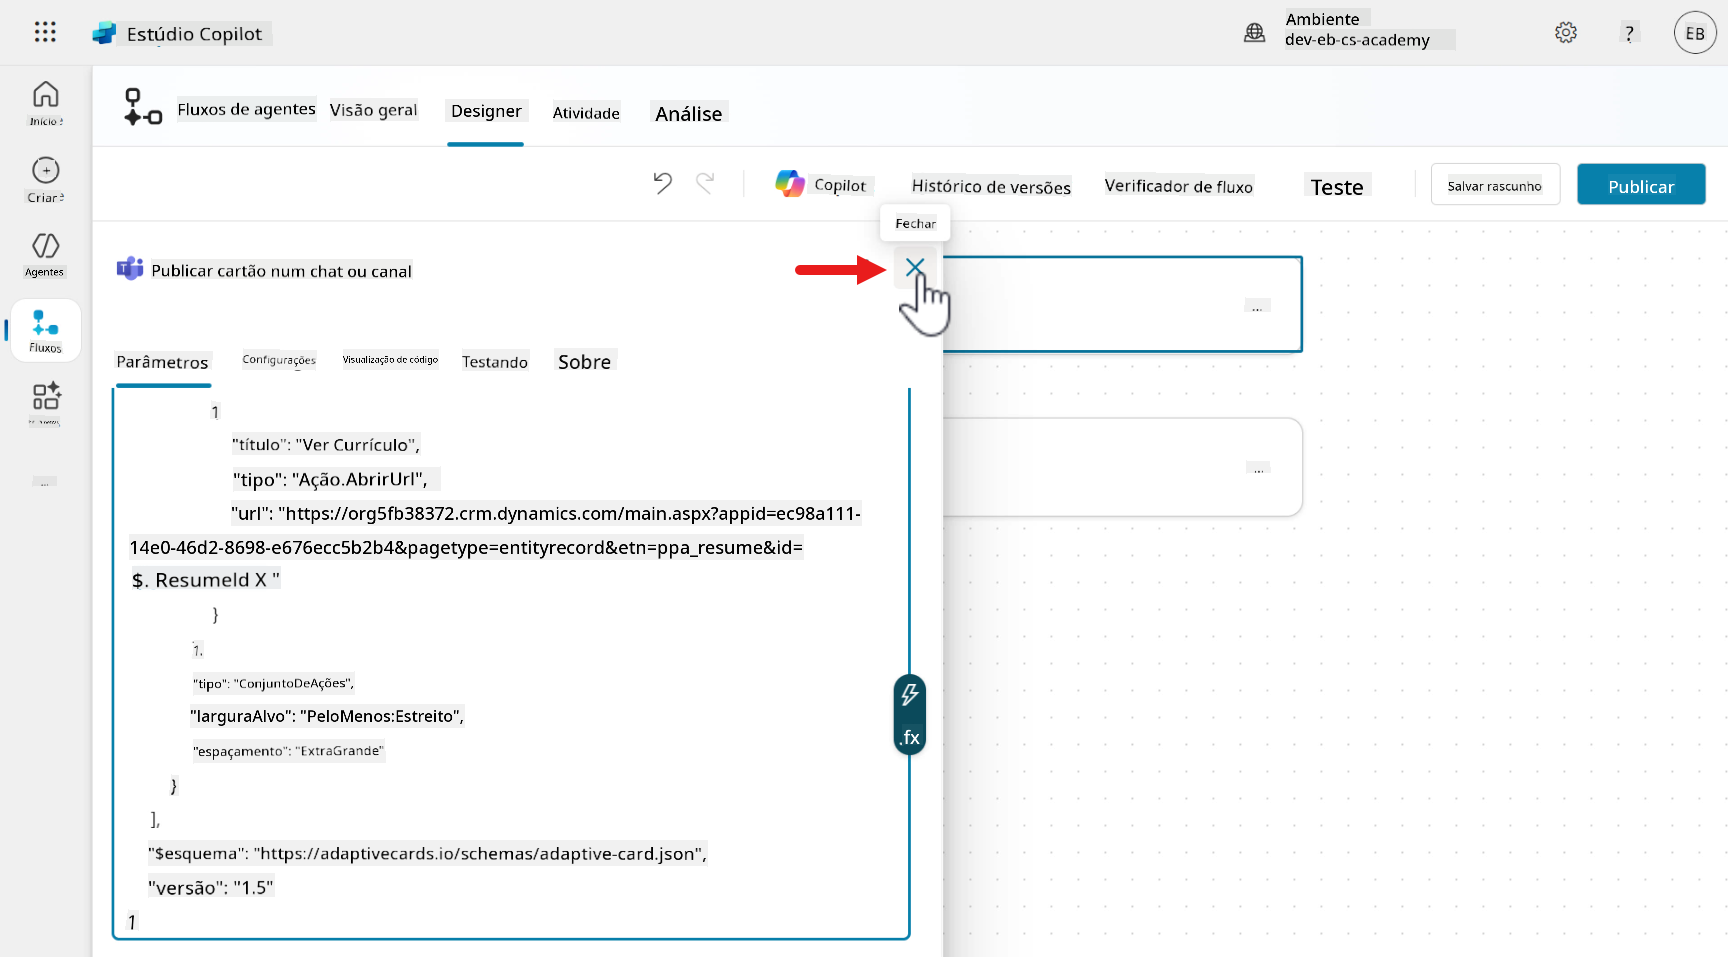 Estúdio Copilot
Ambiente
dev-eb-cs-academy
?
EB
Início
Criar
Agentes
Fluxos
Fluxos de agentes
Visão geral
Designer
Atividade
Análise
Copilot
Histórico de versões
Verificador de fluxo
Teste
Salvar rascunho
Publicar
Fechar
Publicar cartão num chat ou canal
...
Parâmetros
Configurações
Visualização de código
Testando
Sobre
1
"título": "Ver Currículo",
"tipo": "Ação.AbrirUrl",
"url": "https://org5fb38372.crm.dynamics.com/main.aspx?appid=ec98a111-
14e0-46d2-8698-e676ecc5b2b4&pagetype=entityrecord&etn=ppa_resume&id=
$. ResumeId X "
}
1.
"tipo": "ConjuntoDeAções",
"larguraAlvo": "PeloMenos:Estreito",
"espaçamento": "ExtraGrande"
}
],
"$esquema": "https://adaptivecards.io/schemas/adaptive-card.json",
"versão": "1.5"
1
.fx
...
...